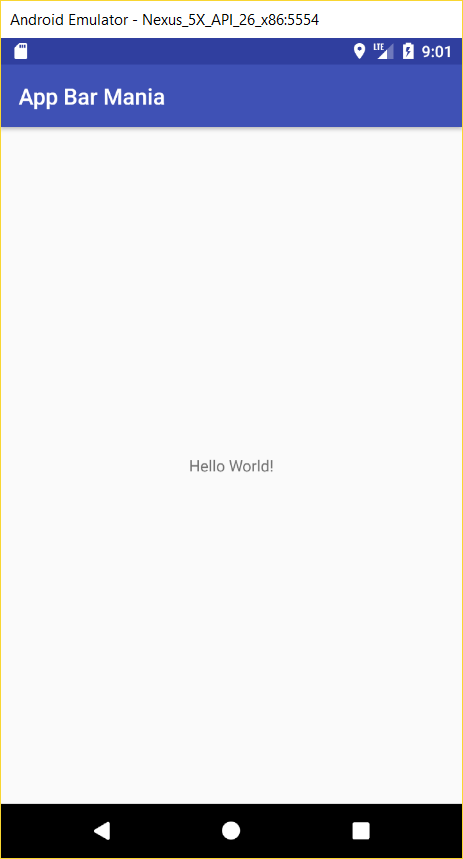 Android Emulator - Nexus_5X_API_26_x86:5554
LTE 9:01
App Bar Mania
Hello World!